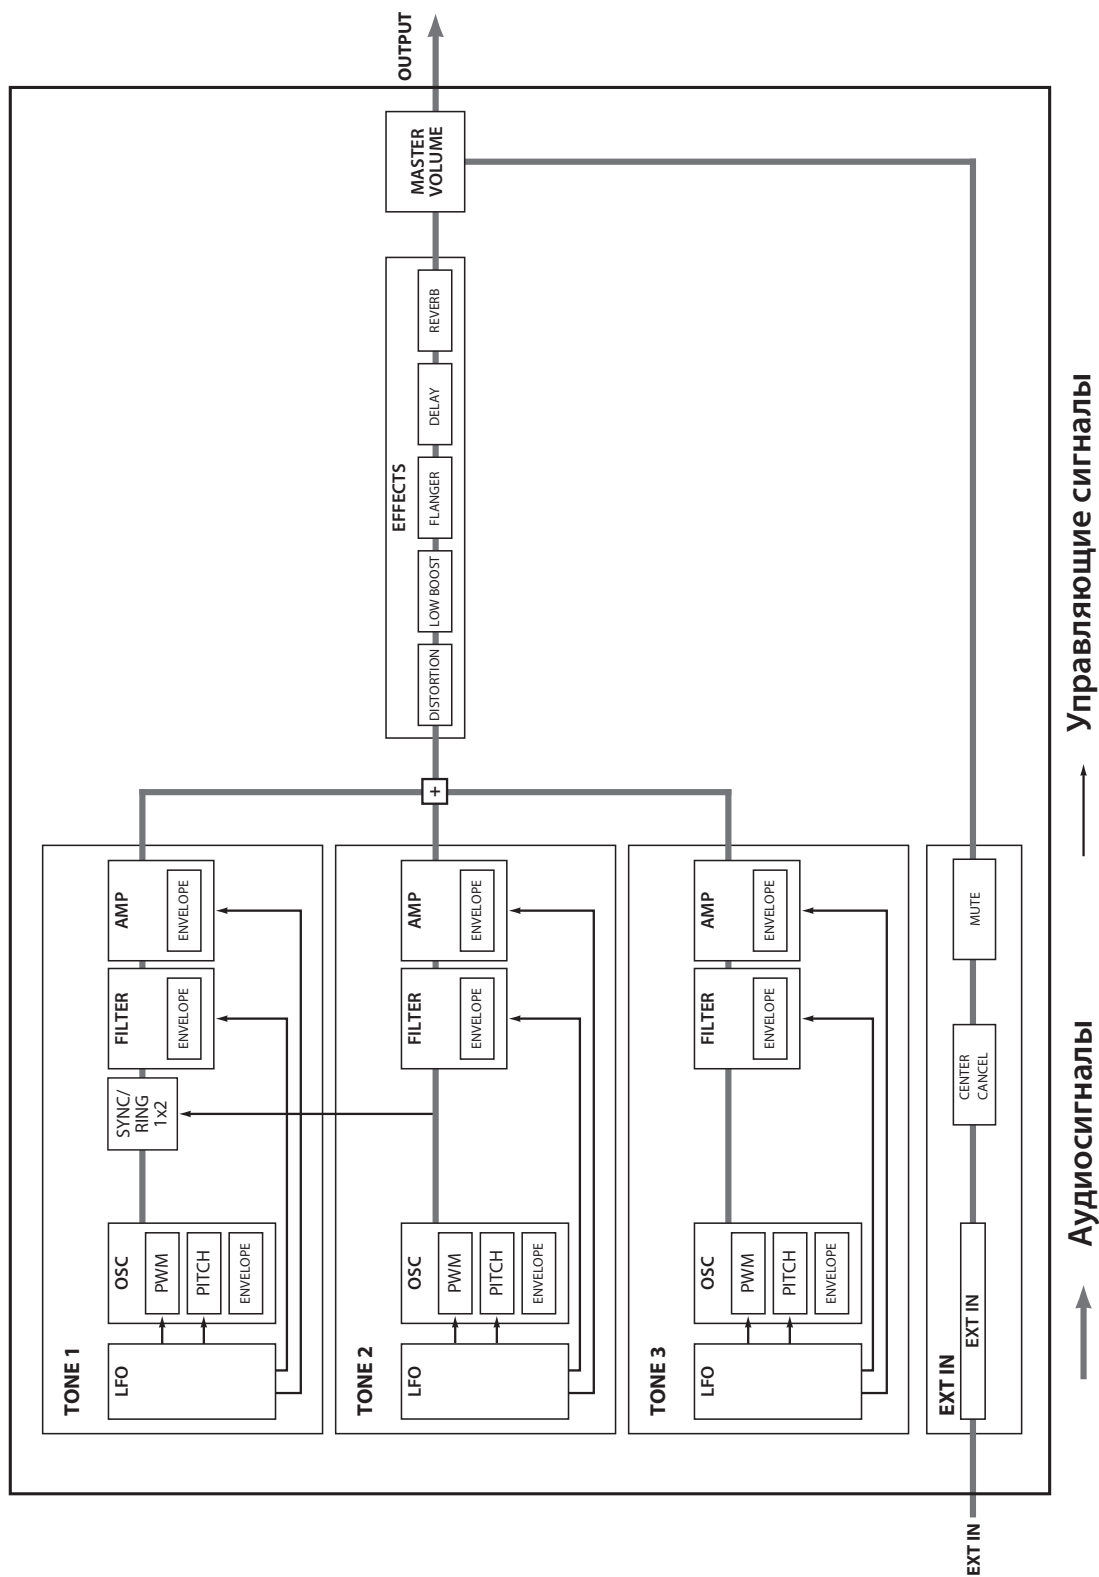 TONE 1
LFO
OSC
PWM
PITCH
ENVELOPE
SYNC/
RING
1x2
FILTER
ENVELOPE
AMP
ENVELOPE
TONE 2
LFO
OSC
PWM
PITCH
ENVELOPE
FILTER
ENVELOPE
AMP
ENVELOPE
TONE 3
LFO
OSC
PWM
PITCH
ENVELOPE
FILTER
ENVELOPE
AMP
ENVELOPE
+
EFFECTS
DISTORTION
LOW BOOST
FLANGER
DELAY
REVERB
MASTER
VOLUME
OUTPUT
EXT IN
EXT IN
EXT IN
CENTER
CANCEL
MUTE
Аудиосигналы
Управляющие сигналы